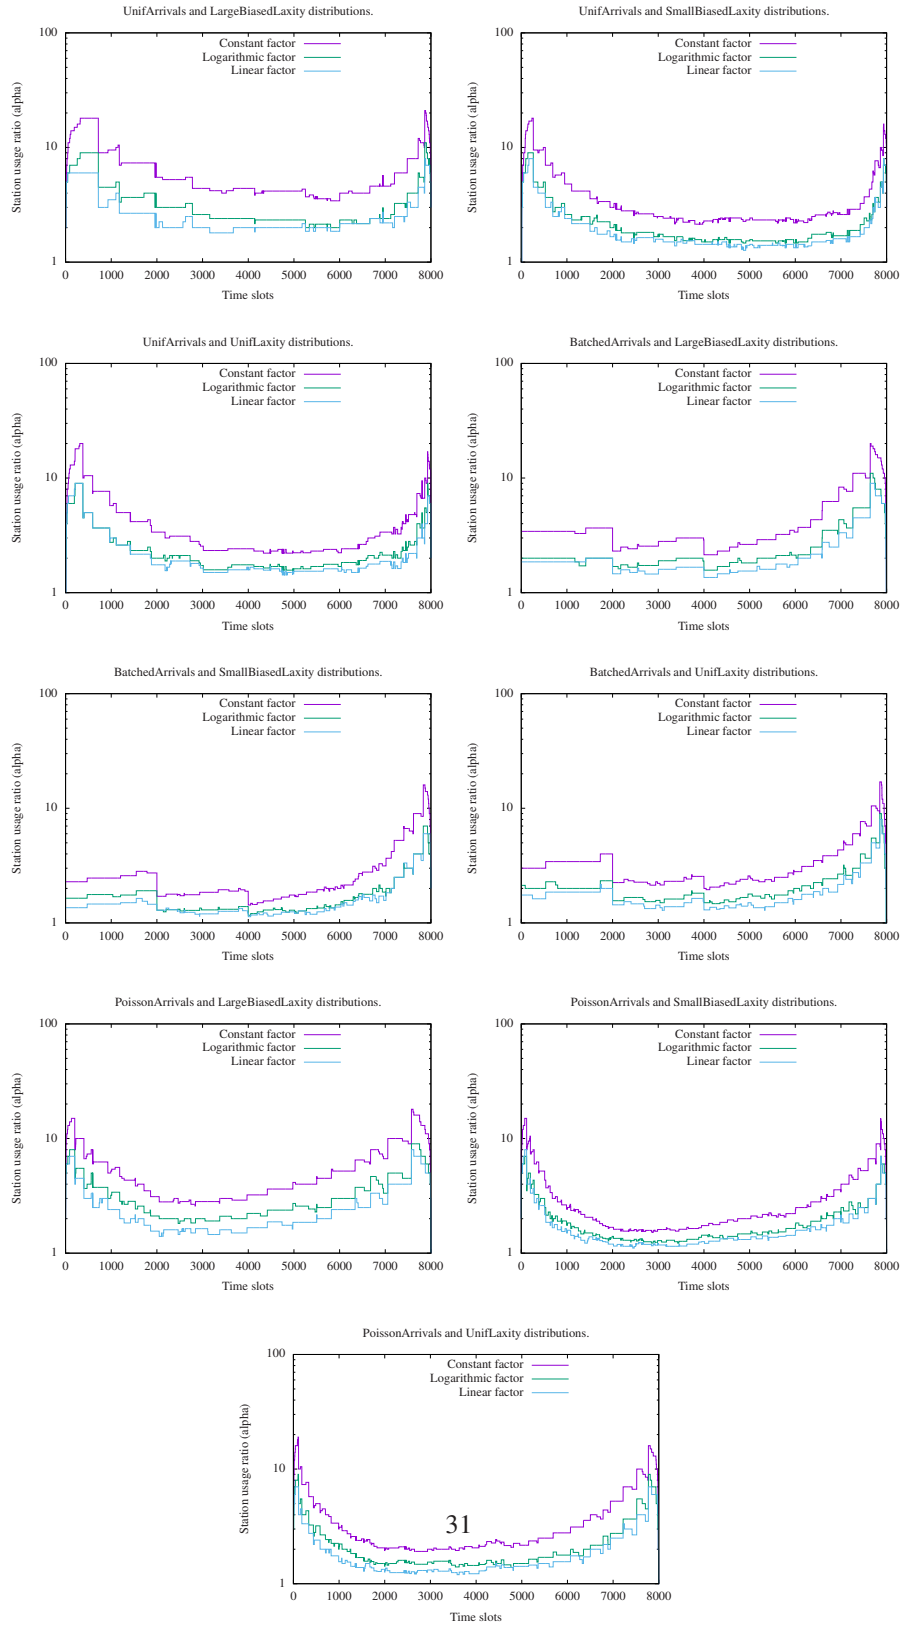 UnifArrivals and LargeBiasedLaxity distributions.
Station usage ratio (alpha)
100
10
1
Constant factor
Logarithmic factor
Linear factor
0 1000 2000 3000 4000 5000 6000 7000 8000
Time slots
UnifArrivals and SmallBiasedLaxity distributions.
Station usage ratio (alpha)
100
10
1
Constant factor
Logarithmic factor
Linear factor
0 1000 2000 3000 4000 5000 6000 7000 8000
Time slots
UnifArrivals and UnifLaxity distributions.
Station usage ratio (alpha)
100
10
1
Constant factor
Logarithmic factor
Linear factor
0 1000 2000 3000 4000 5000 6000 7000 8000
Time slots
BatchedArrivals and LargeBiasedLaxity distributions.
Station usage ratio (alpha)
100
10
1
Constant factor
Logarithmic factor
Linear factor
0 1000 2000 3000 4000 5000 6000 7000 8000
Time slots
BatchedArrivals and SmallBiasedLaxity distributions.
Station usage ratio (alpha)
100
10
1
Constant factor
Logarithmic factor
Linear factor
0 1000 2000 3000 4000 5000 6000 7000 8000
Time slots
BatchedArrivals and UnifLaxity distributions.
Station usage ratio (alpha)
100
10
1
Constant factor
Logarithmic factor
Linear factor
0 1000 2000 3000 4000 5000 6000 7000 8000
Time slots
PoissonArrivals and LargeBiasedLaxity distributions.
Station usage ratio (alpha)
100
10
1
Constant factor
Logarithmic factor
Linear factor
0 1000 2000 3000 4000 5000 6000 7000 8000
Time slots
PoissonArrivals and SmallBiasedLaxity distributions.
Station usage ratio (alpha)
100
10
1
Constant factor
Logarithmic factor
Linear factor
0 1000 2000 3000 4000 5000 6000 7000 8000
Time slots
PoissonArrivals and UnifLaxity distributions.
Station usage ratio (alpha)
100
10
1
Constant factor
Logarithmic factor
Linear factor
31
0 1000 2000 3000 4000 5000 6000 7000 8000
Time slots